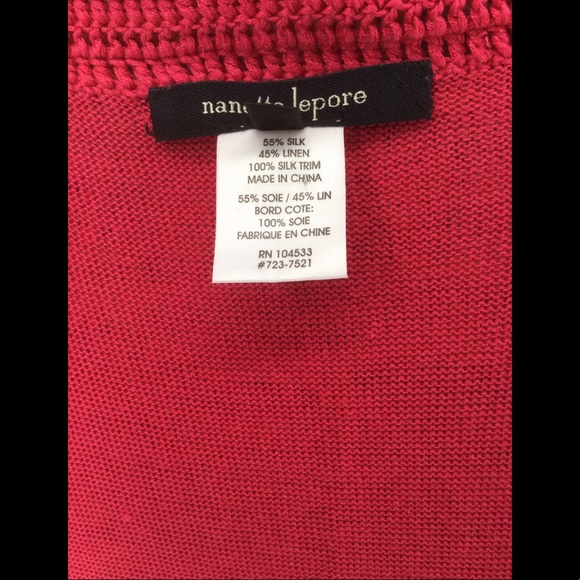 nanette lepore
55% SILK
45% LINEN
100% SILK TRIM
MADE IN CHINA
55% SOIE / 45% LIN
BORD COTE:
100% SOIE
FABRIQUE EN CHINE
RN 104533
#723-7521